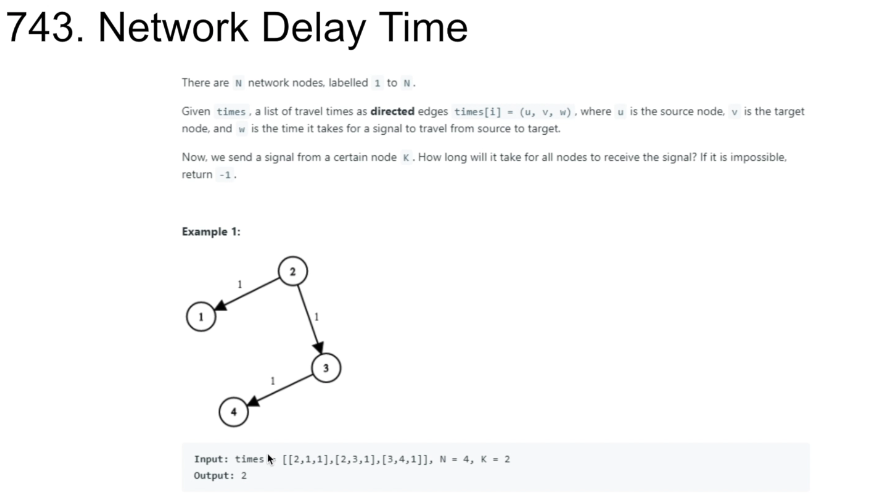 743. Network Delay Time
There are N network nodes, labelled 1 to N.
Given times, a list of travel times as directed edges times[i] = (u, v, w), where u is the source node, v is the target
node, and w is the time it takes for a signal to travel from source to target.
Now, we send a signal from a certain node K. How long will it take for all nodes to receive the signal? If it is impossible,
return -1.
Example 1:
2
1
1
1
3
1
4
Input: times = [[2,1,1],[2,3,1],[3,4,1]], N = 4, K = 2
Output: 2